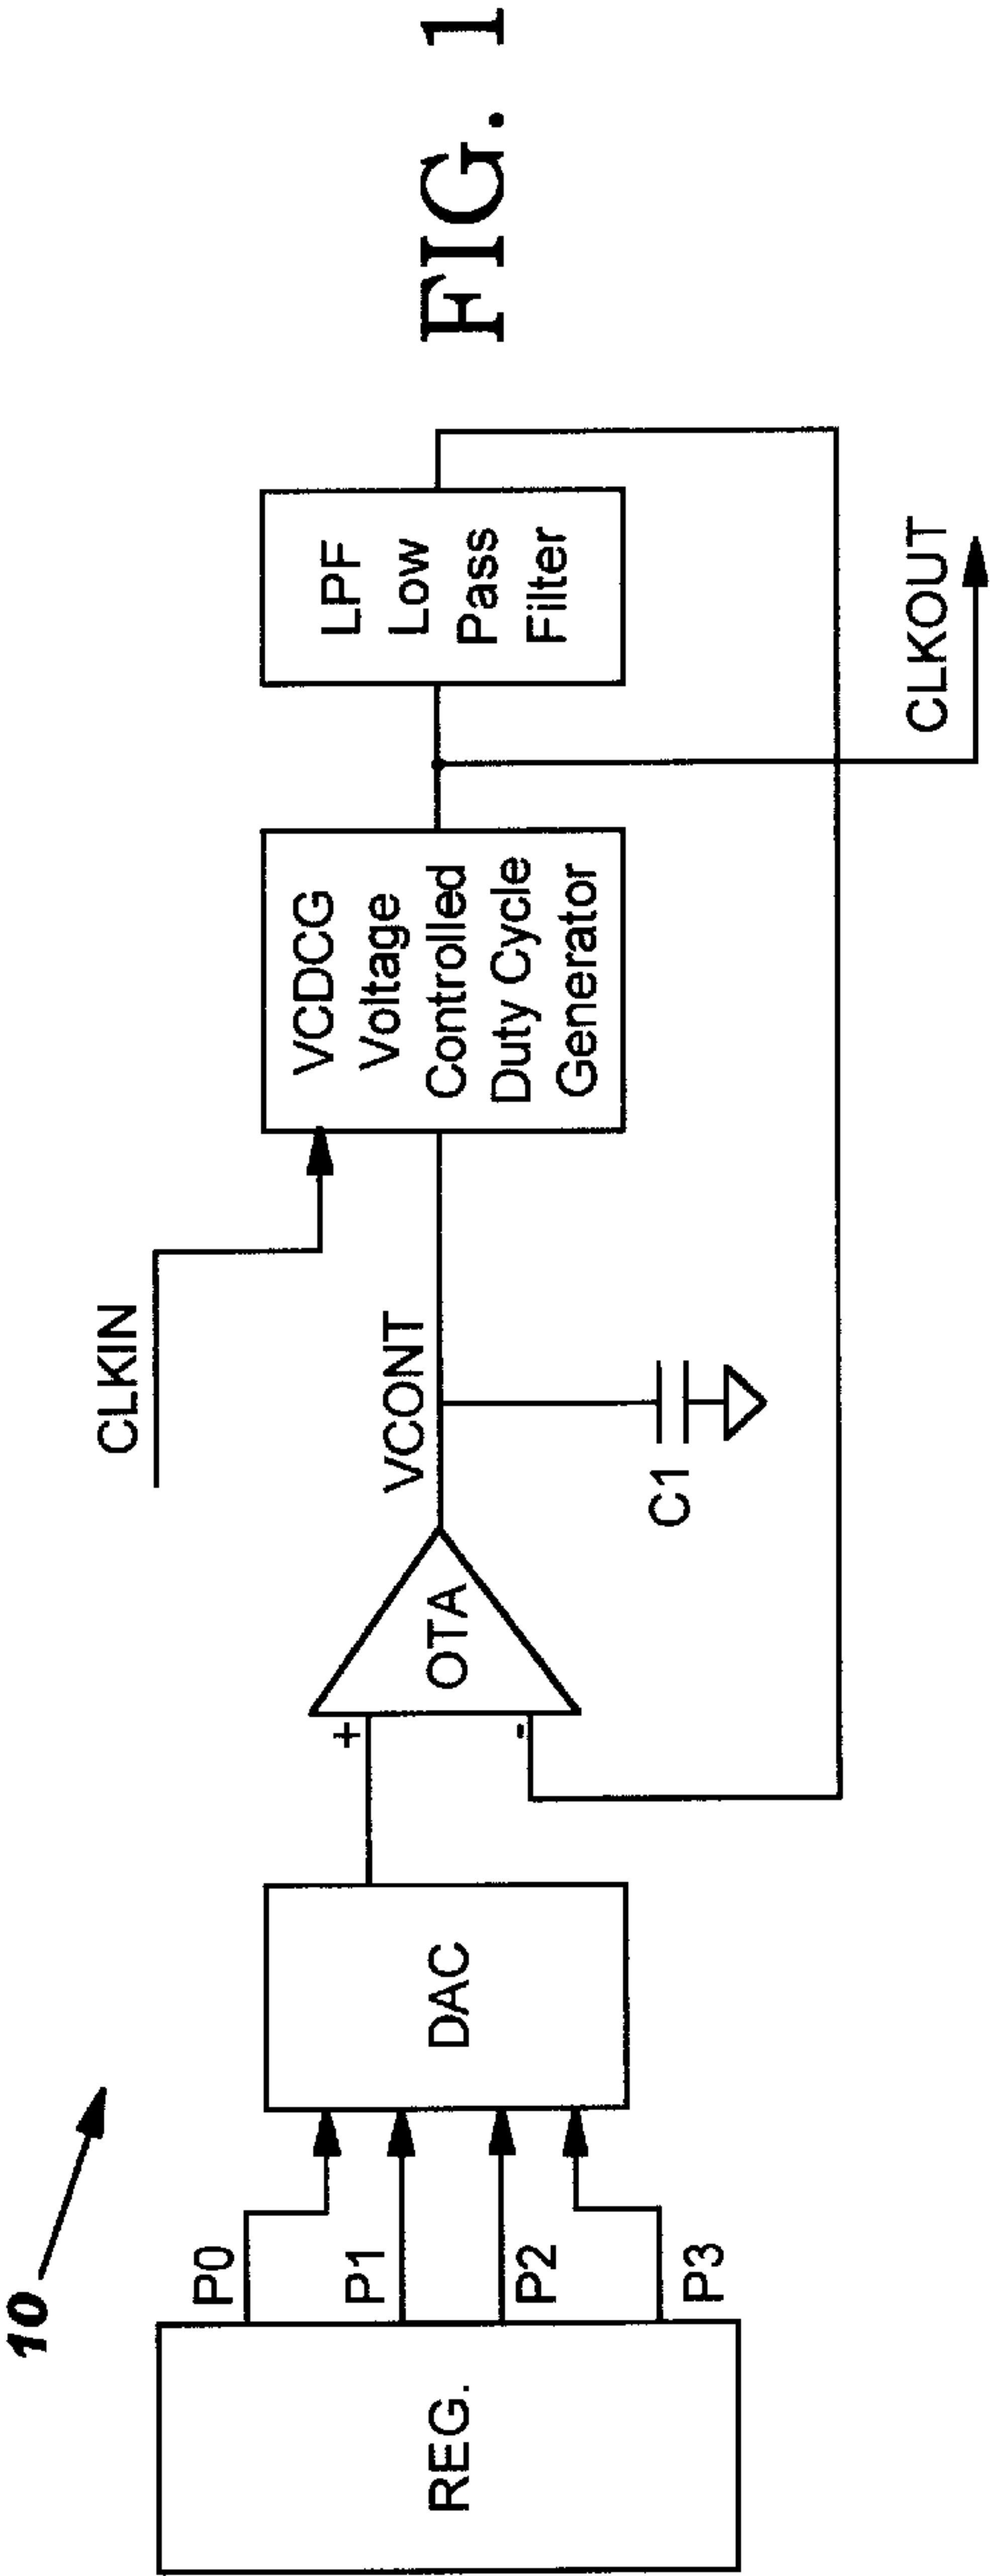 10
REG.
P0
P1
P2
P3
DAC
+
-
OTA
VCONT
C1
CLKIN
VCDCG
Voltage
Controlled
Duty Cycle
Generator
LPF
Low
Pass
Filter
CLKOUT
FIG. 1